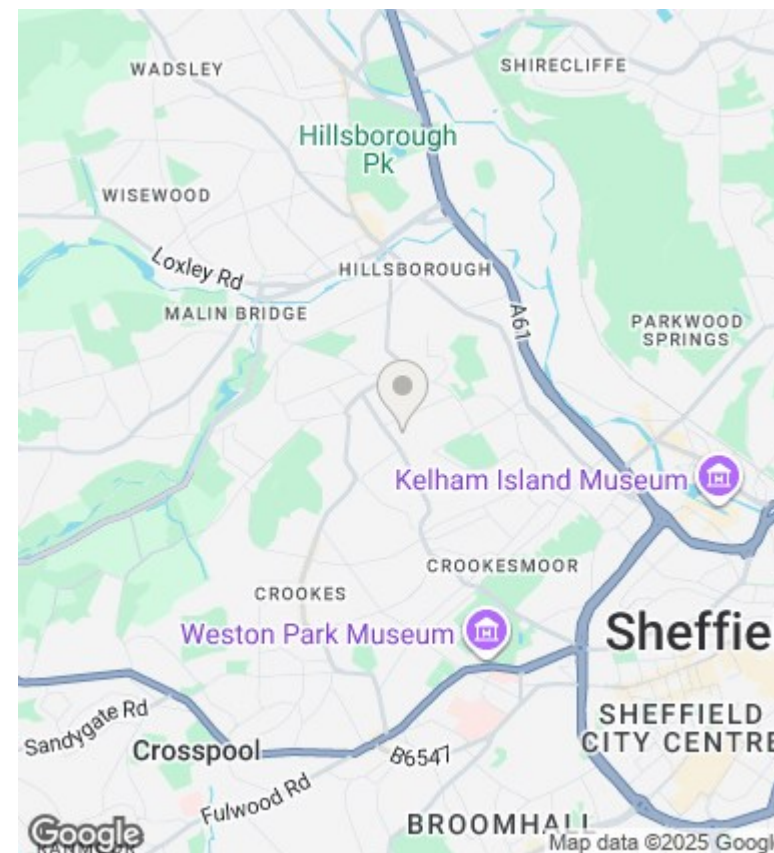 WADSLEY
SHIRECLIFFE
Hillsborough
Pk
WISEWOOD
Loxley Rd
HILLSBOROUGH
MALIN BRIDGE
A61
PARKWOOD
SPRINGS
Kelham Island Museum
CROOKESMOOR
CROOKES
Weston Park Museum
Sheffie
SHEFFIELD
CITY CENTRE
Sandygate Rd
Crosspool
B6547
Fulwood Rd
BROOMHALL
Google
Map data ©2025 Google